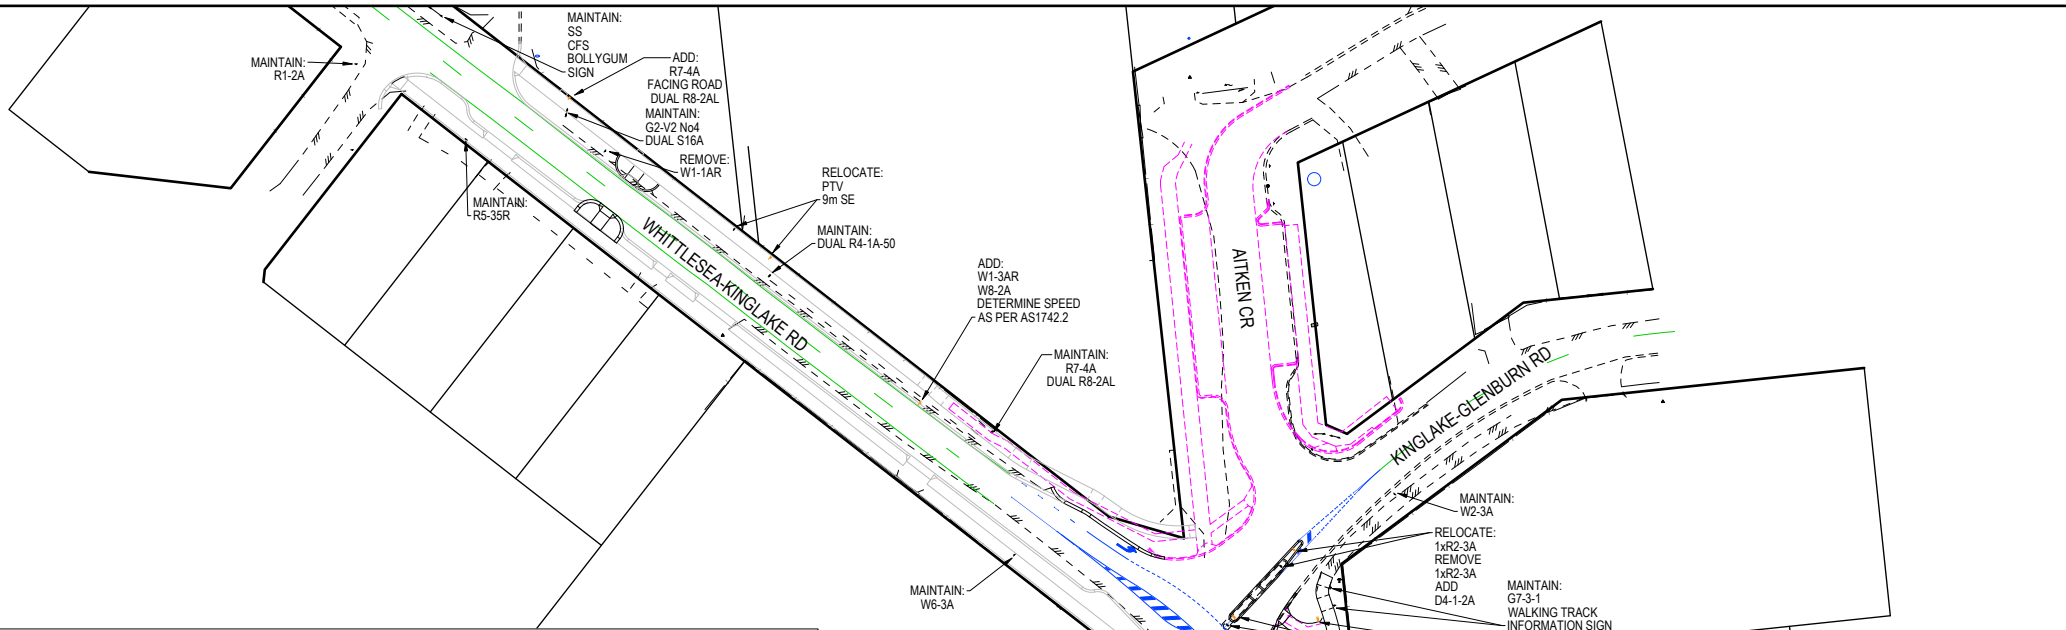 MAINTAIN:
R1-2A
MAINTAIN:
SS
CFS
BOLLYGUM
SIGN
ADD:
R7-4A
FACING ROAD
DUAL R8-2AL
MAINTAIN:
G2-V2 No4
DUAL S16A
REMOVE:
W1-1AR
MAINTAIN:
R5-35R
RELOCATE:
PTV
9m SE
MAINTAIN:
DUAL R4-1A-50
WHITTLESEA-KINGLAKE RD
ADD:
W1-3AR
W8-2A
DETERMINE SPEED
AS PER AS1742.2
MAINTAIN:
R7-4A
DUAL R8-2AL
AITKEN CR
KINGLAKE-GLENBURN RD
MAINTAIN:
W2-3A
RELOCATE:
1xR2-3A
REMOVE
1xR2-3A
ADD
D4-1-2A
MAINTAIN:
G7-3-1
WALKING TRACK
INFORMATION SIGN
MAINTAIN:
W6-3A